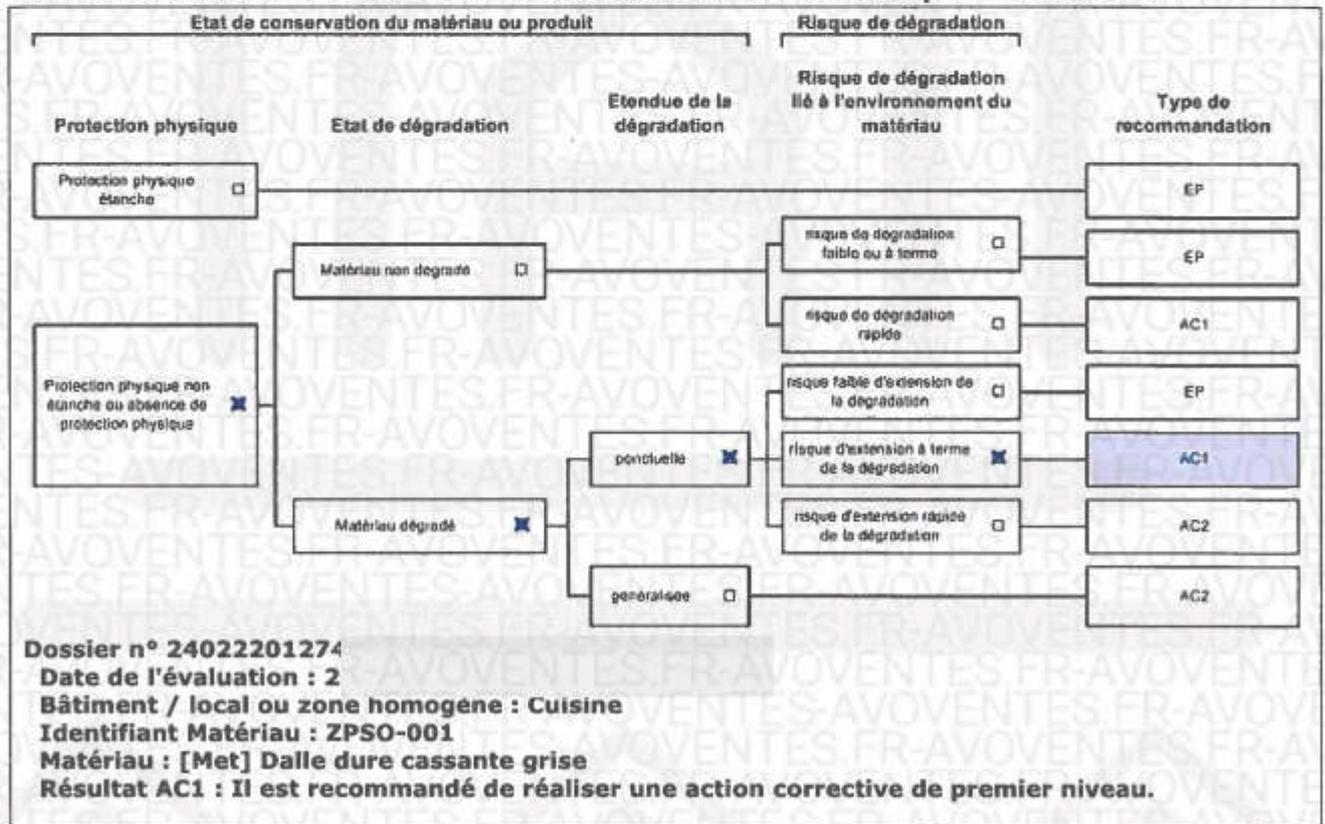 Etat de conservation du matériau ou produit
Risque de dégradation
Protection physique
Etat de dégradation
Etendue de la
dégradation
Risque de dégradation
lié à l'environnement du
matériau
Type de
recommandation
Protection physique
étanche
EP
Matériau non dégradé
risque de dégradation
faible ou à terme
EP
risque de dégradation
rapide
AC1
Protection physique non
étanche ou absence de
protection physique
risque faible d'extension de
la dégradation
EP
ponctuelle
risque d'extension à terme
de la dégradation
AC1
Matériau dégradé
risque d'extension rapide
de la dégradation
AC2
généralisée
AC2
Dossier n° 24022201274
Date de l'évaluation : 2
Bâtiment / local ou zone homogène : Cuisine
Identifiant Matériau : ZPSO-001
Matériau : [Met] Dalle dure cassante grise
Résultat AC1 : Il est recommandé de réaliser une action corrective de premier niveau.